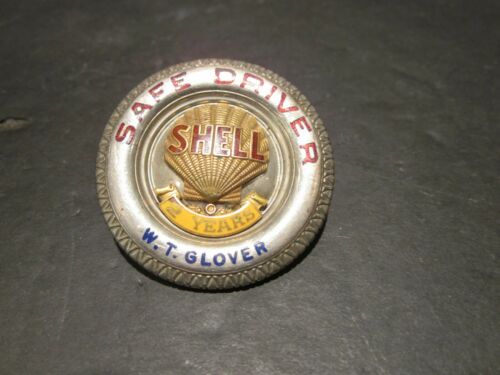 SAFE DRIVER
SHELL
2 YEARS
W.T. GLOVER